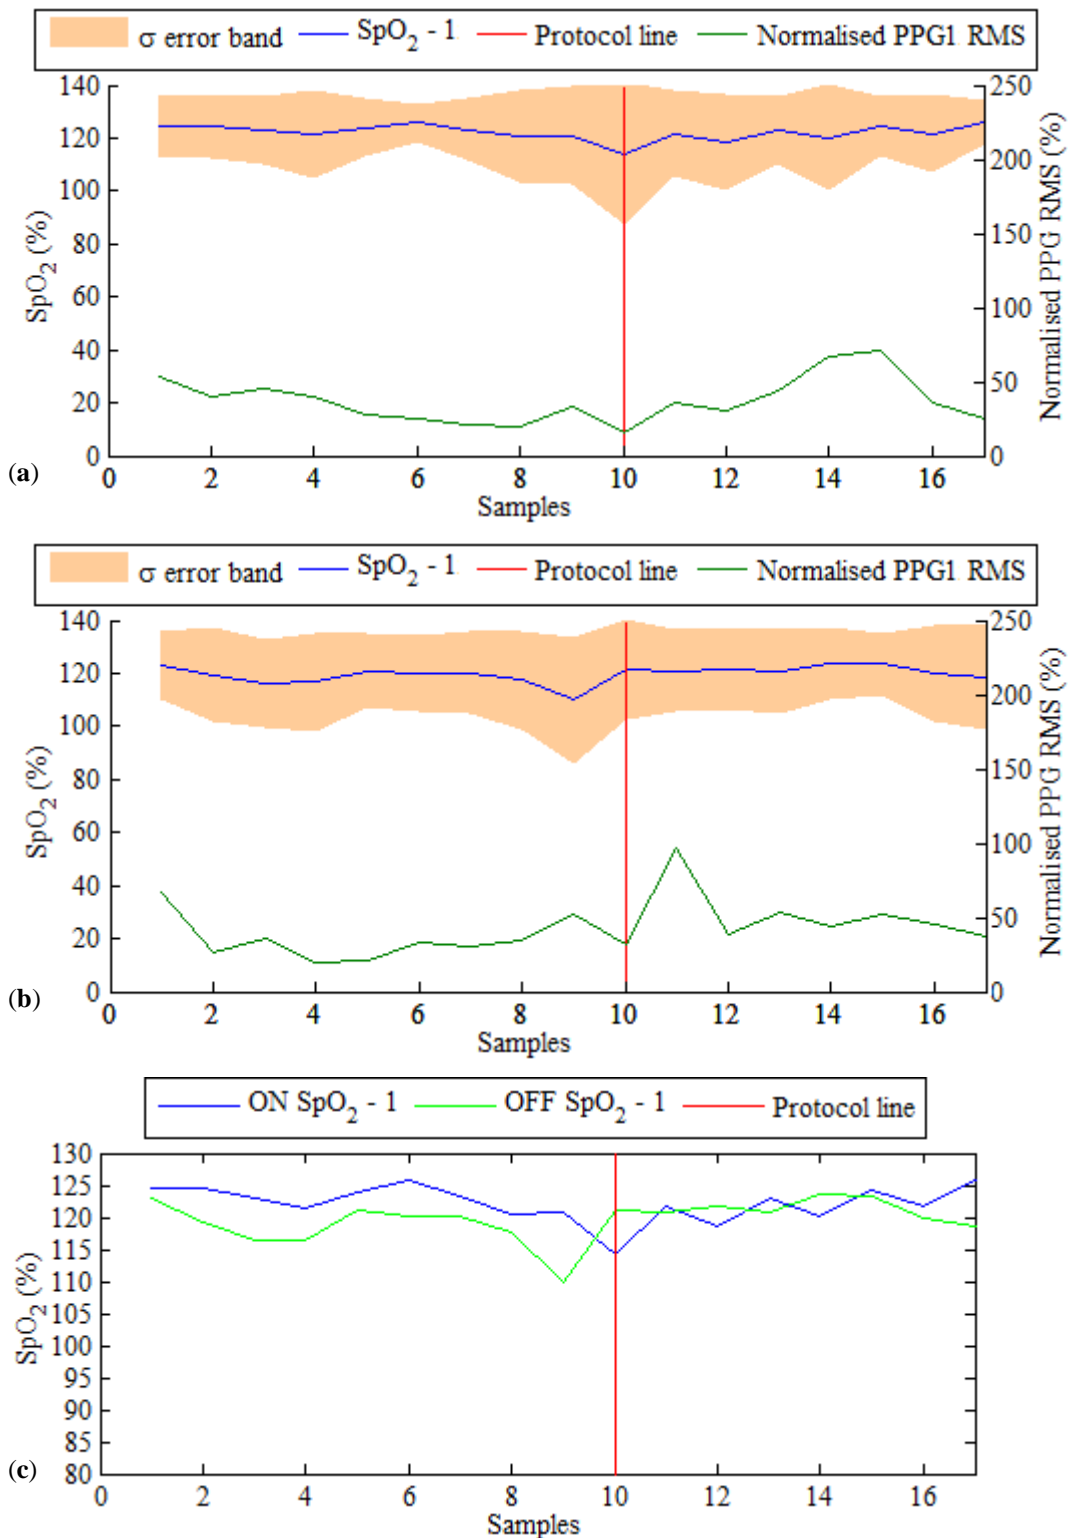 σ error band SpO2 - 1 Protocol line Normalised PPG1 RMS
140 250
120 200
100
80 150
60 100
40
20 50
0 0
SpO2 (%)
Normalised PPG RMS (%)
0 2 4 6 8 10 12 14 16
Samples
(a)
σ error band SpO2 - 1 Protocol line Normalised PPG1 RMS
140 250
120 200
100
80 150
60 100
40
20 50
0 0
SpO2 (%)
Normalised PPG RMS (%)
0 2 4 6 8 10 12 14 16
Samples
(b)
ON SpO2 - 1 OFF SpO2 - 1 Protocol line
130
125
120
115
110
105
100
95
90
85
80
SpO2 (%)
0 2 4 6 8 10 12 14 16
Samples
(c)